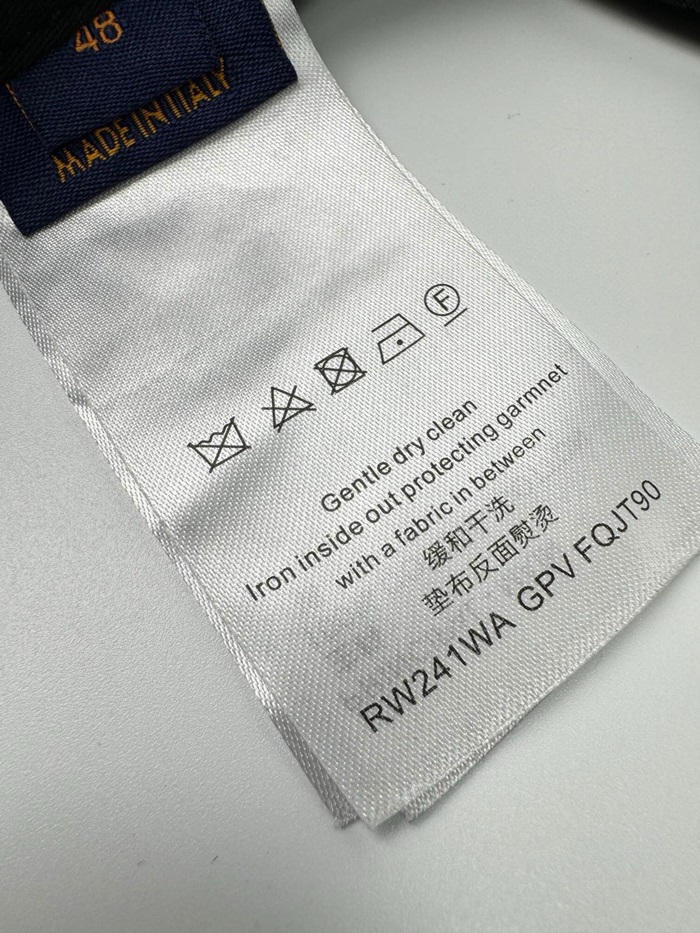 48
MADE IN ITALY
F
Gentle dry clean
Iron inside out protecting garmnet
with a fabric in between
缓和干洗
垫布反面熨烫
RW241WA GPV FQJT90